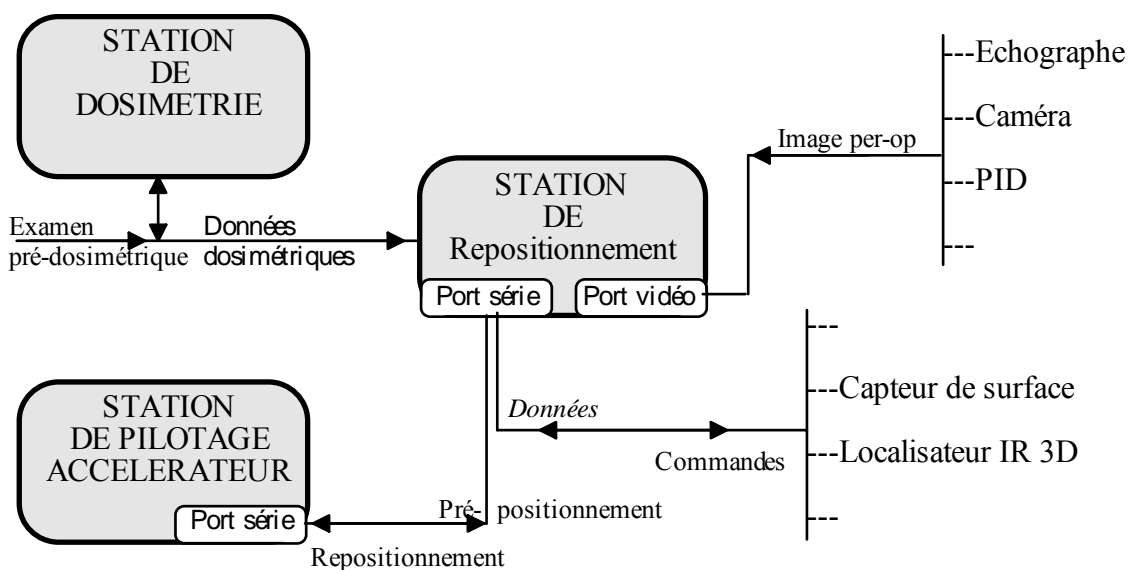 STATION
DE
DOSIMETRIE
Examen
pré-dosimétrique
Données
dosimétriques
STATION
DE
Repositionnement
Port série
Port vidéo
Image per-op
---Echographe
---Caméra
---PID
---
STATION
DE PILOTAGE
ACCELERATEUR
Port série
Données
Commandes
Pré- positionnement
Repositionnement
---
---Capteur de surface
---Localisateur IR 3D
---